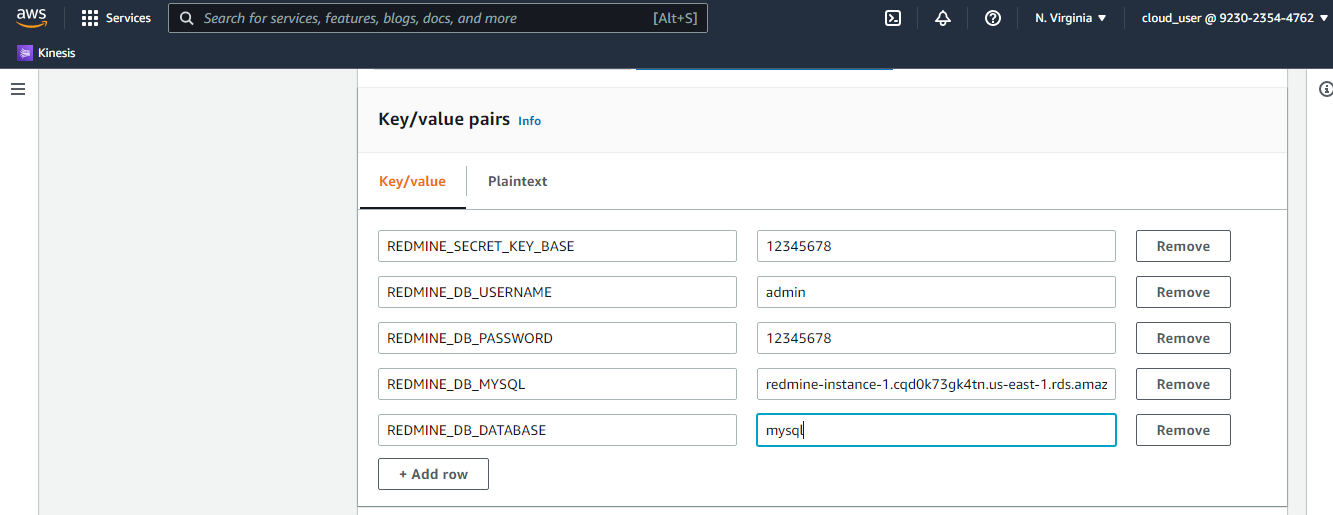 aws Services Search for services, features, blogs, docs, and more [Alt+S] N. Virginia cloud_user @ 9230-2354-4762
Kinesis
Key/value pairs Info
Key/value Plaintext
REDMINE_SECRET_KEY_BASE 12345678 Remove
REDMINE_DB_USERNAME admin Remove
REDMINE_DB_PASSWORD 12345678 Remove
REDMINE_DB_MYSQL redmine-instance-1.cqd0k73gk4tn.us-east-1.rds.amaz Remove
REDMINE_DB_DATABASE mysql Remove
+ Add row